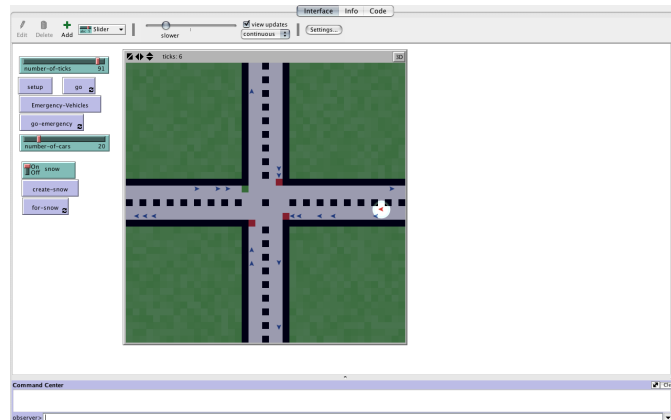 Interface Info Code
Edit Delete Add Slider slower view updates continuous Settings...
ticks: 6 3D
number-of-ticks 91
setup go
Emergency-Vehicles
go-emergency
number-of-cars 20
On
Off snow
create-snow
for-snow
Command Center
observer>